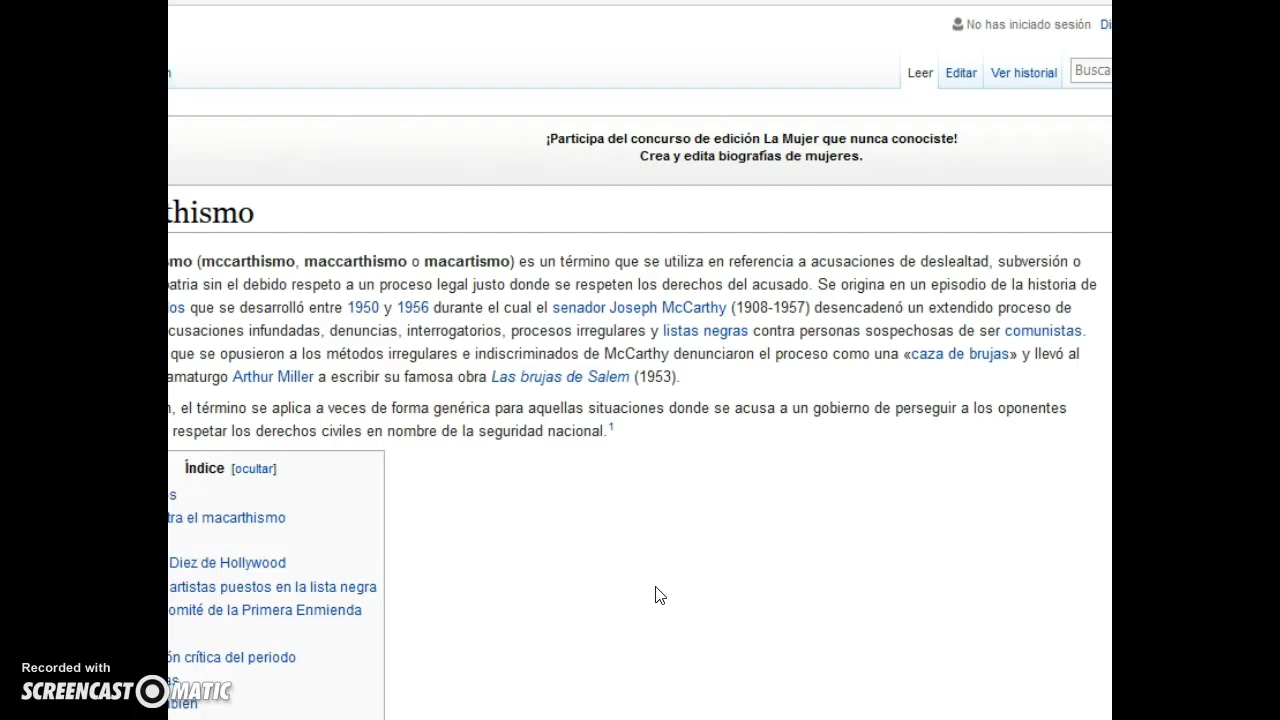 No has iniciado sesión Di
Leer Editar Ver historial Busca
¡Participa del concurso de edición La Mujer que nunca conociste!
Crea y edita biografias de mujeres.
thismo
smo (mccarthismo, maccarthismo o macartismo) es un término que se utiliza en referencia a acusaciones de deslealtad, subversión o
patria sin el debido respeto a un proceso legal justo donde se respeten los derechos del acusado. Se origina en un episodio de la historia de
dos que se desarrolló entre 1950 y 1956 durante el cual el senador Joseph McCarthy (1908-1957) desencadenó un extendido proceso de
cusaciones infundadas, denuncias, interrogatorios, procesos irregulares y listas negras contra personas sospechosas de ser comunistas.
que se opusieron a los métodos irregulares e indiscriminados de McCarthy denunciaron el proceso como una «caza de brujas» y llevó al
amaturgo Arthur Miller a escribir su famosa obra Las brujas de Salem (1953).
n, el término se aplica a veces de forma genérica para aquellas situaciones donde se acusa a un gobierno de perseguir a los oponentes
respetar los derechos civiles en nombre de la seguridad nacional.1
Índice [ocultar]
os
tra el macarthismo
Diez de Hollywood
artistas puestos en la lista negra
omité de la Primera Enmienda
ón crítica del periodo
as
bién
Recorded with
SCREENCAST-O-MATIC